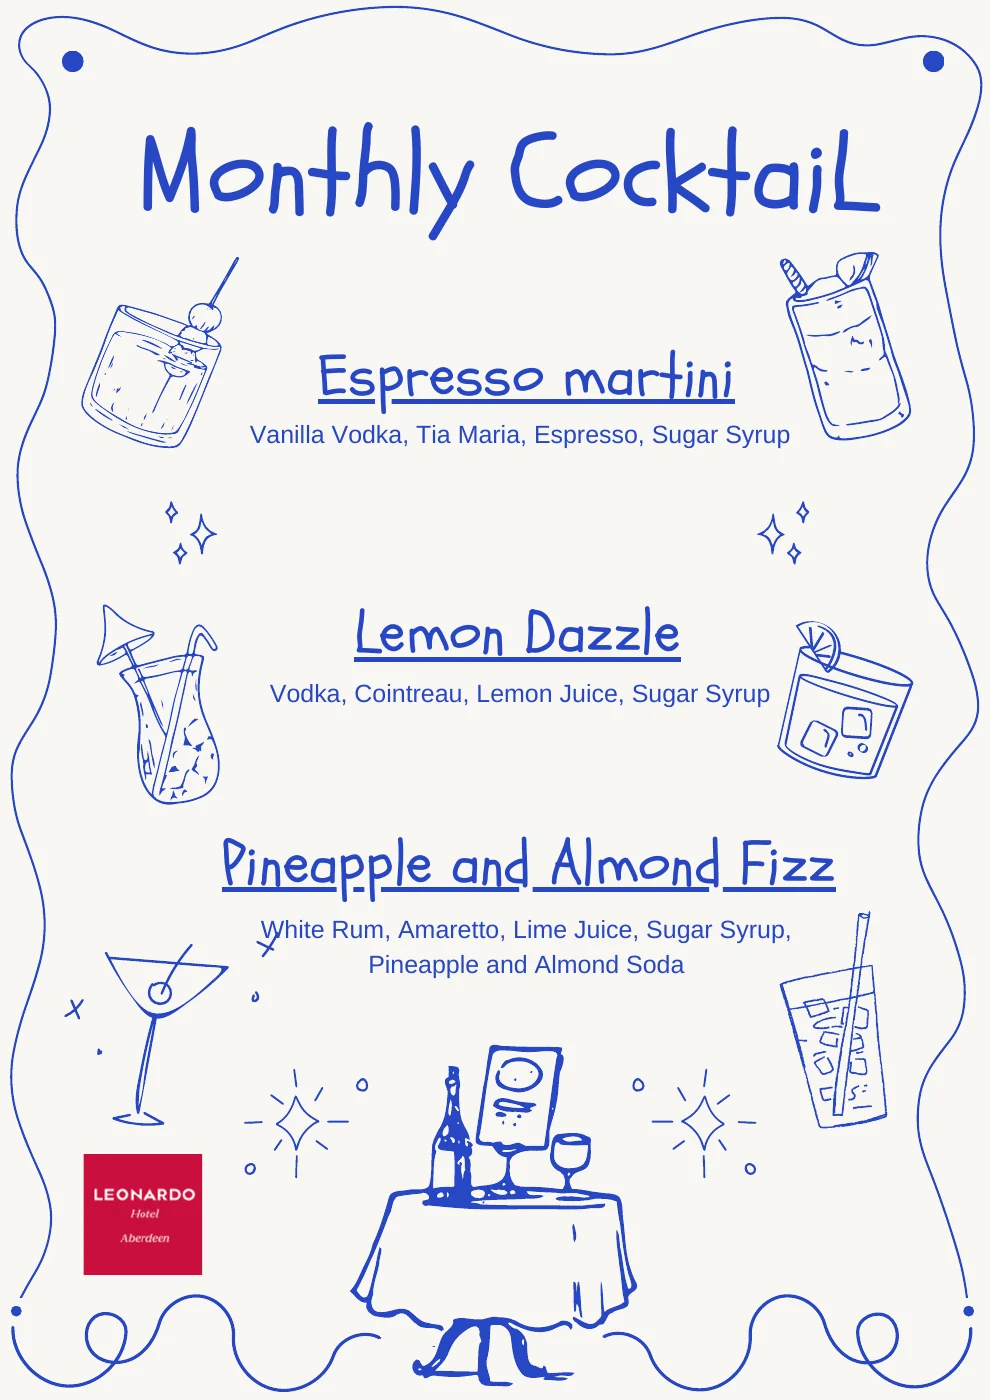 Monthly CocktaiL
Espresso martini
Vanilla Vodka, Tia Maria, Espresso, Sugar Syrup
Lemon Dazzle
Vodka, Cointreau, Lemon Juice, Sugar Syrup
Pineapple and Almond Fizz
White Rum, Amaretto, Lime Juice, Sugar Syrup,
Pineapple and Almond Soda
LEONARDO
Hotel
Aberdeen